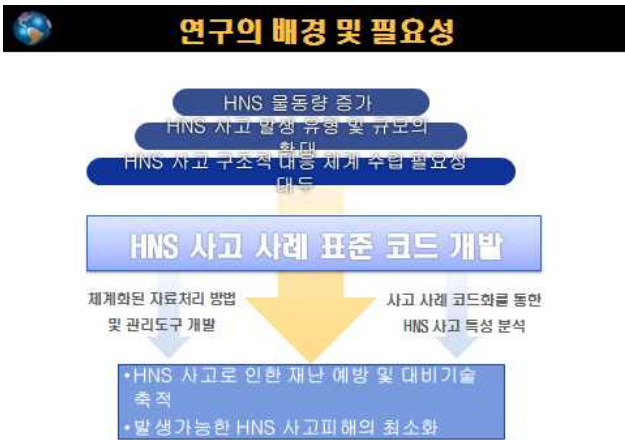 연구의 배경 및 필요성
HNS 물동량 증가
HNS 사고 발생 유형 및 규모의
확대
HNS 사고 구조적 대응 체계 수립 필요성
대두
HNS 사고 사례 표준 코드 개발
체계화된 자료처리 방법
및 관리도구 개발
사고 사례 코드화를 통한
HNS 사고 특성 분석
•HNS 사고로 인한 재난 예방 및 대비기술
축적
•발생가능한 HNS 사고피해의 최소화